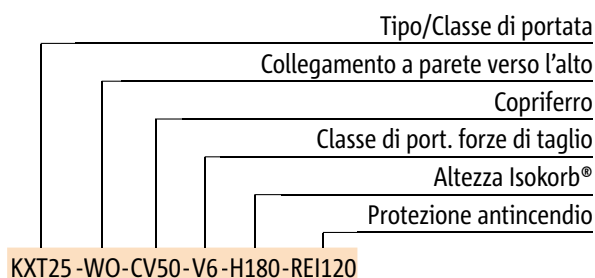 Tipo/Classe di portata
Collegamento a parete verso l'alto
Copriferro
Classe di port. forze di taglio
Altezza Isokorb®
Protezione antincendio
KXT25 -WO-CV50-V6-H180-REI120